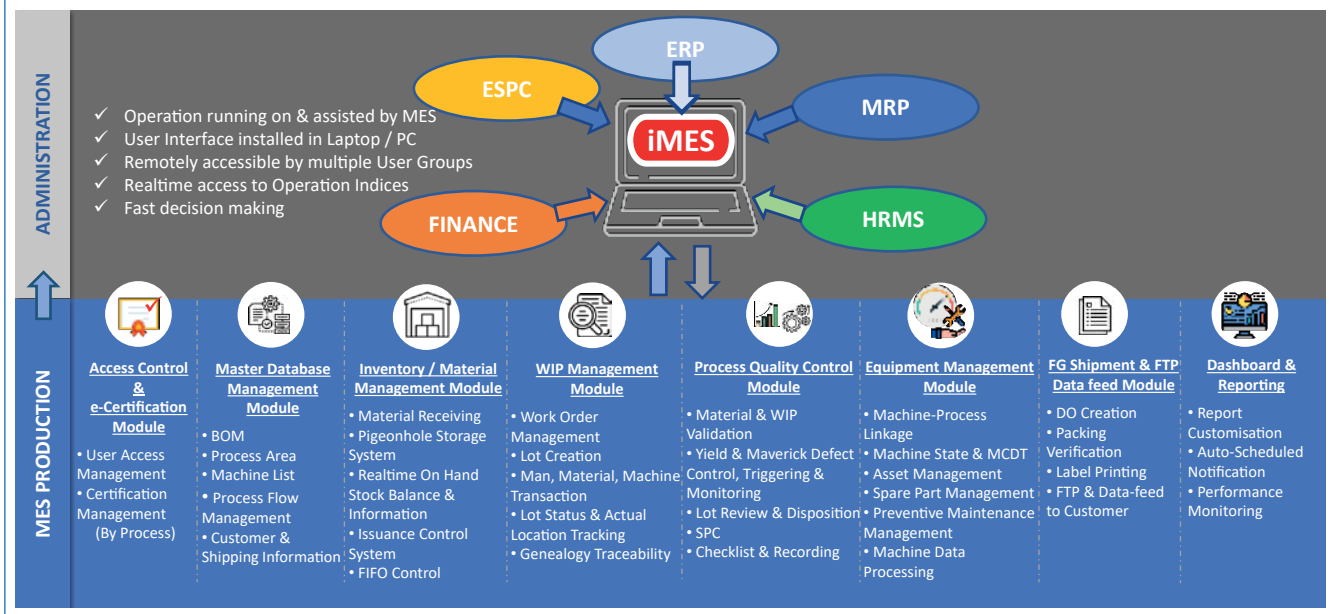 ADMINISTRATION
ERP
ESPC
MRP
iMES
FINANCE
HRMS
✓ Operation running on & assisted by MES
✓ User Interface installed in Laptop / PC
✓ Remotely accessible by multiple User Groups
✓ Realtime access to Operation Indices
✓ Fast decision making
MES PRODUCTION
Access Control
&
e-Certification
Module
• User Access
Management
• Certification
Management
(By Process)
Master Database
Management
Module
• BOM
• Process Area
• Machine List
• Process Flow
Management
• Customer &
Shipping Information
Inventory / Material
Management Module
• Material Receiving
• Pigeonhole Storage
System
• Realtime On Hand
Stock Balance &
Information
• Issuance Control
System
• FIFO Control
WIP Management
Module
• Work Order
Management
• Lot Creation
• Man, Material, Machine
Transaction
• Lot Status & Actual
Location Tracking
• Genealogy Traceability
Process Quality Control
Module
• Material & WIP
Validation
• Yield & Maverick Defect
Control, Triggering &
Monitoring
• Lot Review & Disposition
• SPC
• Checklist & Recording
Equipment Management
Module
• Machine-Process
Linkage
• Machine State & MCDT
• Asset Management
• Spare Part Management
• Preventive Maintenance
Management
• Machine Data
Processing
FG Shipment & FTP
Data feed Module
• DO Creation
• Packing
Verification
• Label Printing
• FTP & Data-feed
to Customer
Dashboard &
Reporting
• Report
Customisation
• Auto-Scheduled
Notification
• Performance
Monitoring